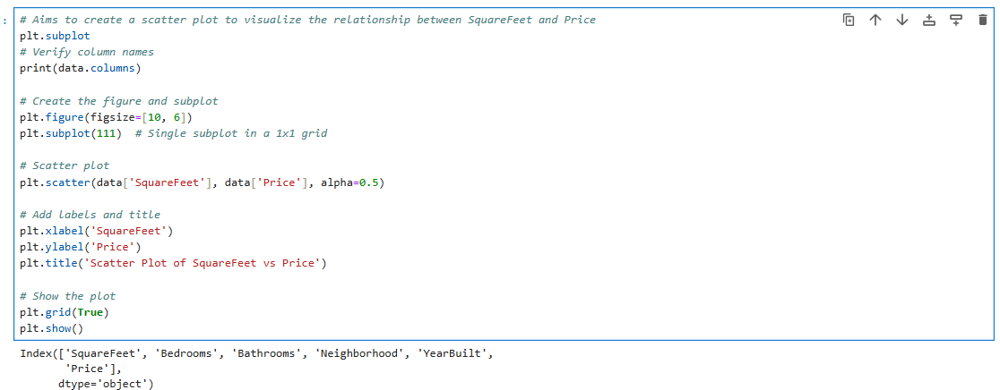 : # Aims to create a scatter plot to visualize the relationship between SquareFeet and Price
plt.subplot
# Verify column names
print(data.columns)
# Create the figure and subplot
plt.figure(figsize=[10, 6])
plt.subplot(111)  # Single subplot in a 1x1 grid
# Scatter plot
plt.scatter(data['SquareFeet'], data['Price'], alpha=0.5)
# Add labels and title
plt.xlabel('SquareFeet')
plt.ylabel('Price')
plt.title('Scatter Plot of SquareFeet vs Price')
# Show the plot
plt.grid(True)
plt.show()
Index(['SquareFeet', 'Bedrooms', 'Bathrooms', 'Neighborhood', 'YearBuilt',
       'Price'],
      dtype='object')